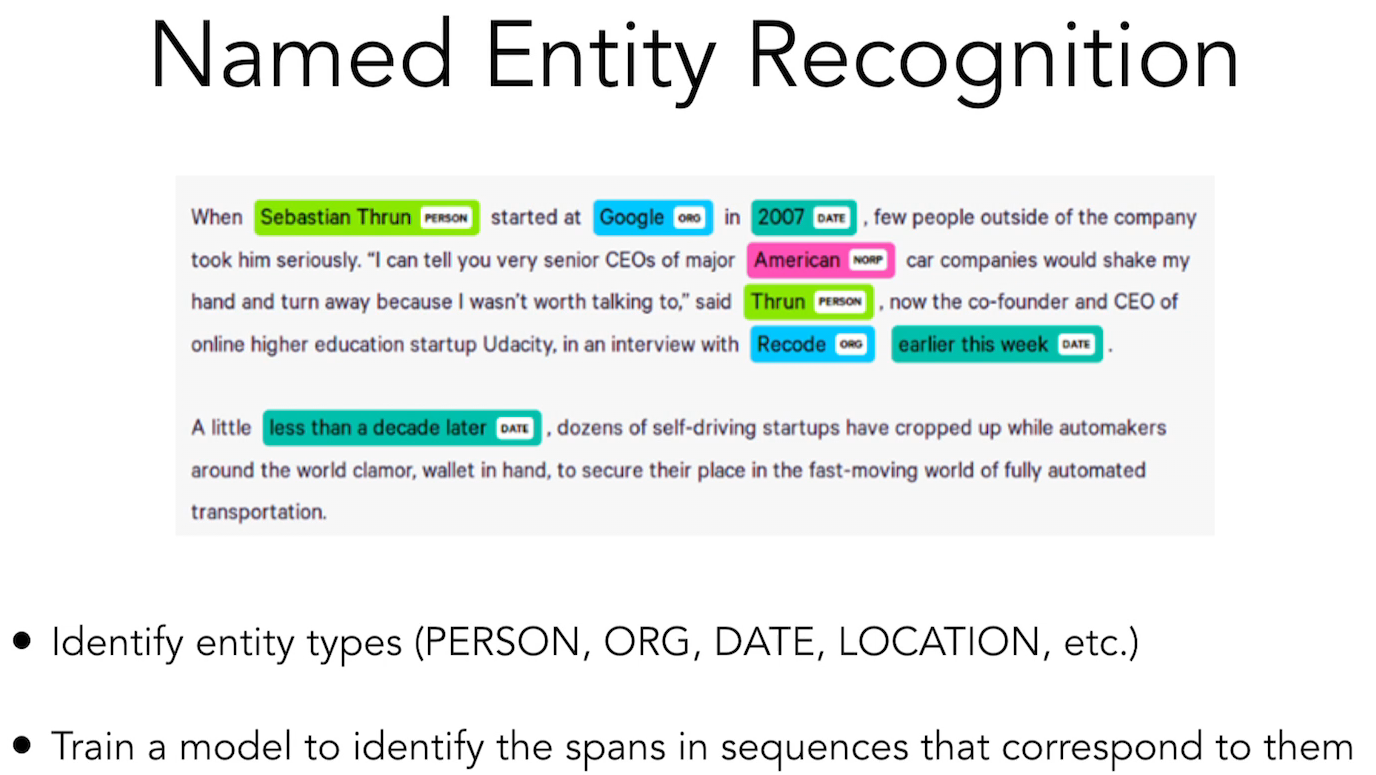 Named Entity Recognition
When Sebastian Thrun PERSON started at Google ORG in 2007 DATE , few people outside of the company
took him seriously. “I can tell you very senior CEOs of major American NORP car companies would shake my
hand and turn away because I wasn’t worth talking to,” said Thrun PERSON , now the co-founder and CEO of
online higher education startup Udacity, in an interview with Recode ORG earlier this week DATE .
A little less than a decade later DATE , dozens of self-driving startups have cropped up while automakers
around the world clamor, wallet in hand, to secure their place in the fast-moving world of fully automated
transportation.
• Identify entity types (PERSON, ORG, DATE, LOCATION, etc.)
• Train a model to identify the spans in sequences that correspond to them